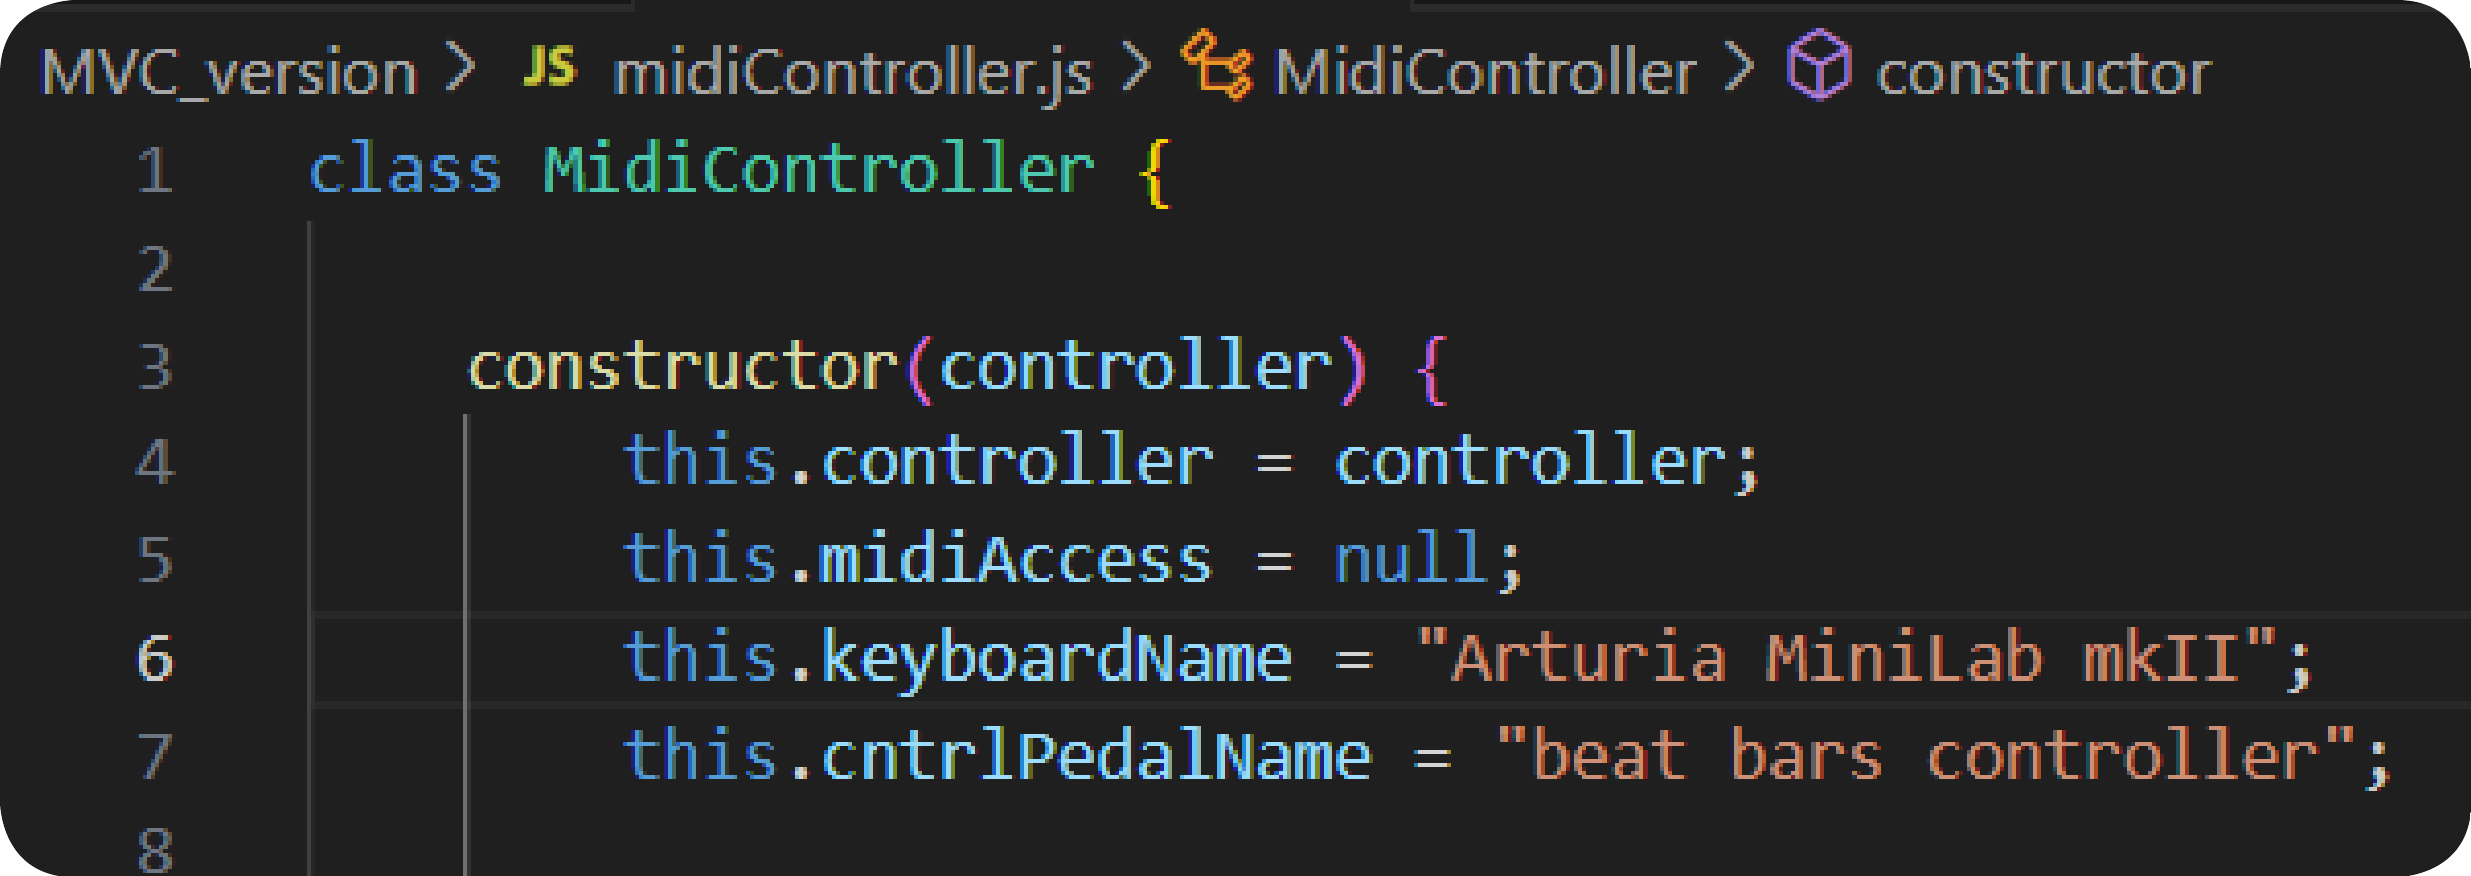 MVC_version > JS midiController.js > MidiController > constructor
1 class MidiController {
2
3 constructor(controller) {
4 this.controller = controller;
5 this.midiAccess = null;
6 this.keyboardName = "Arturia MiniLab mkII";
7 this.cntrlPedalName = "beat bars controller";
8